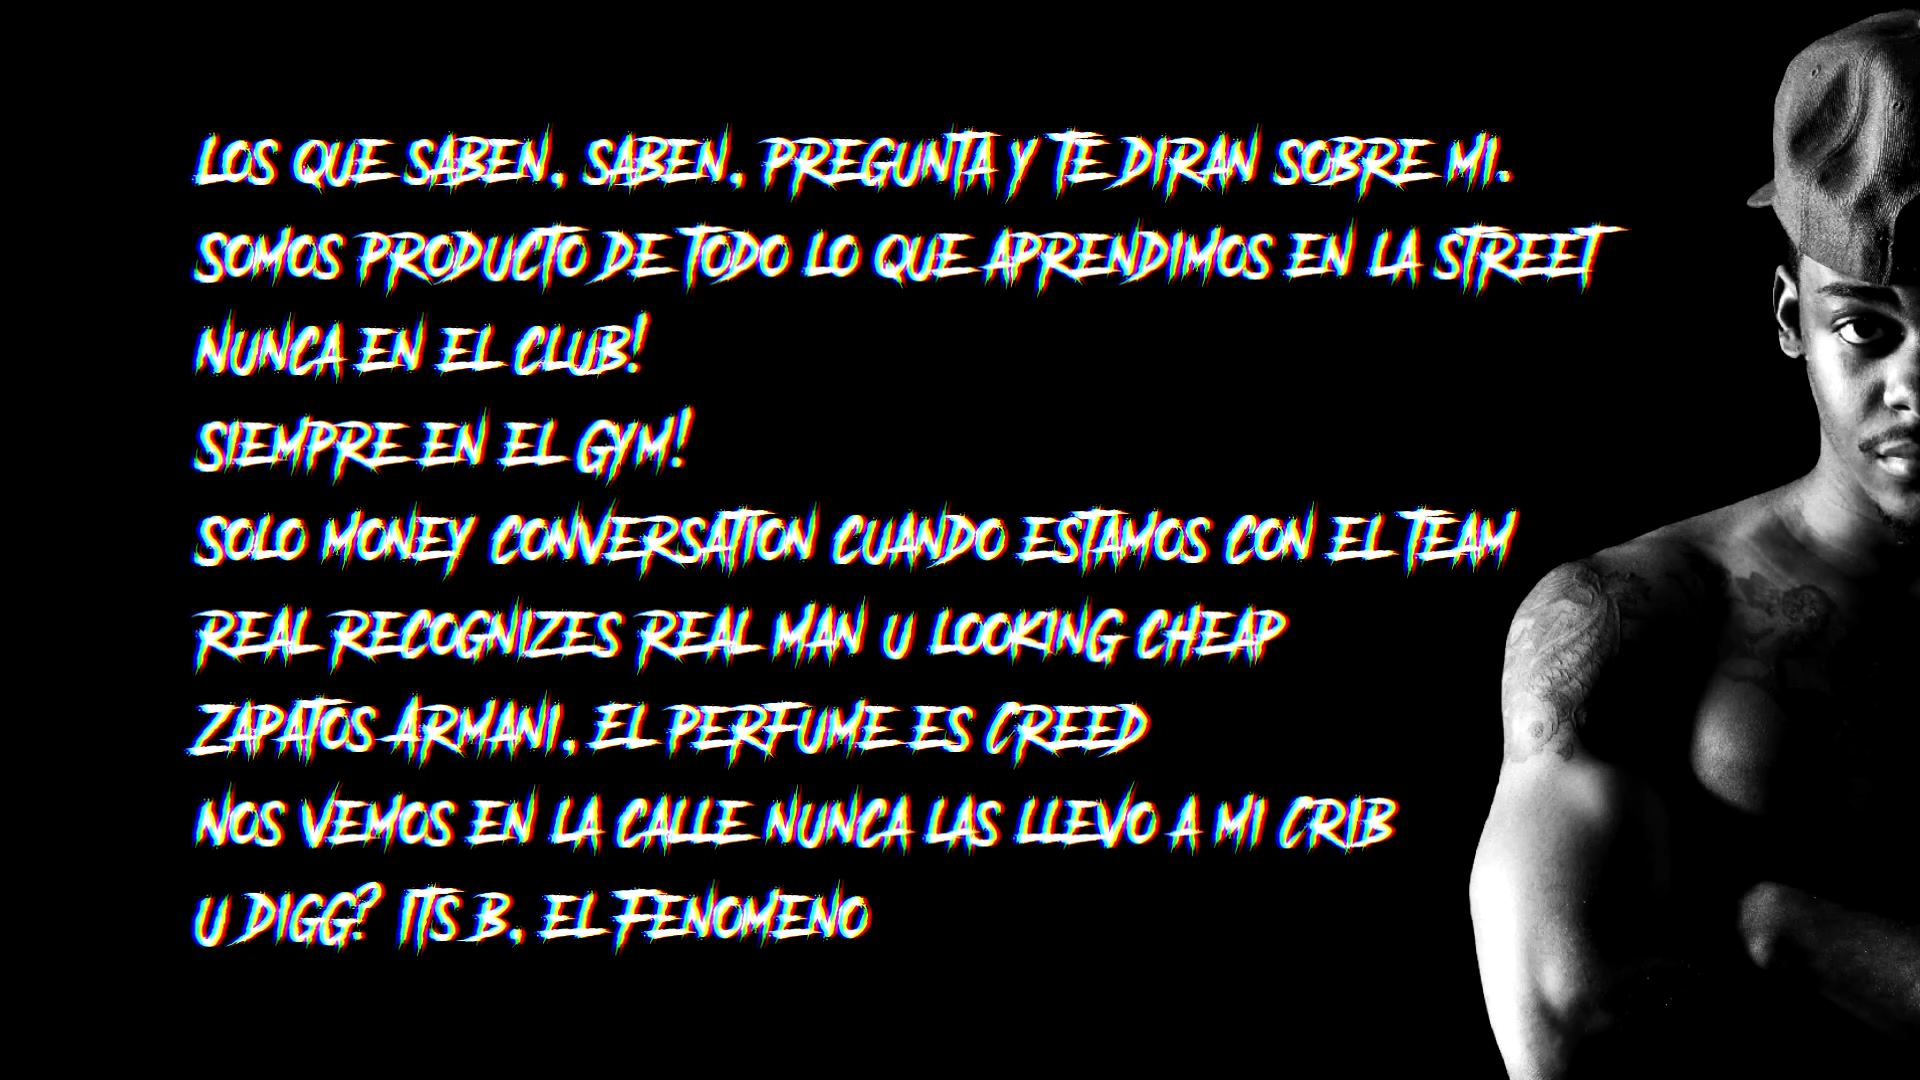 LOS QUE SABEN, SABEN, PREGUNTA Y TE DIRAN SOBRE MI.
SOMOS PRODUCTO DE TODO LO QUE APRENDIMOS EN LA STREET
NUNCA EN EL CLUB!
SIEMPRE EN EL GYM!
SOLO MONEY CONVERSATION CUANDO ESTAMOS CON EL TEAM
REAL RECOGNIZES REAL MAN U LOOKING CHEAP
ZAPATOS ARMANI, EL PERFUME ES CREED
NOS VEMOS EN LA CALLE NUNCA LAS LLEVO A MI CRIB
U DIGG? ITS B, EL FENOMENO